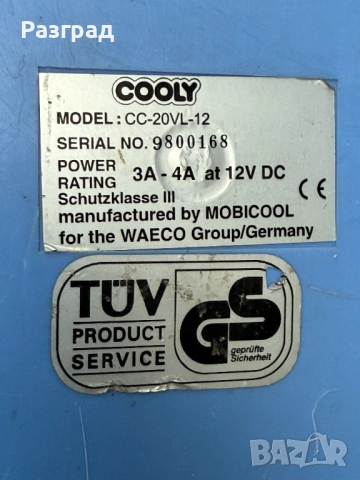 Разград
COOLY
MODEL: CC-20VL-12
SERIAL NO. 9800168
POWER RATING 3A - 4A at 12V DC
Schutzklasse III
CE
manufactured by MOBICOOL
for the WAECO Group/Germany
TÜV
PRODUCT
SERVICE
GS
geprüfte
Sicherheit
BAZAR